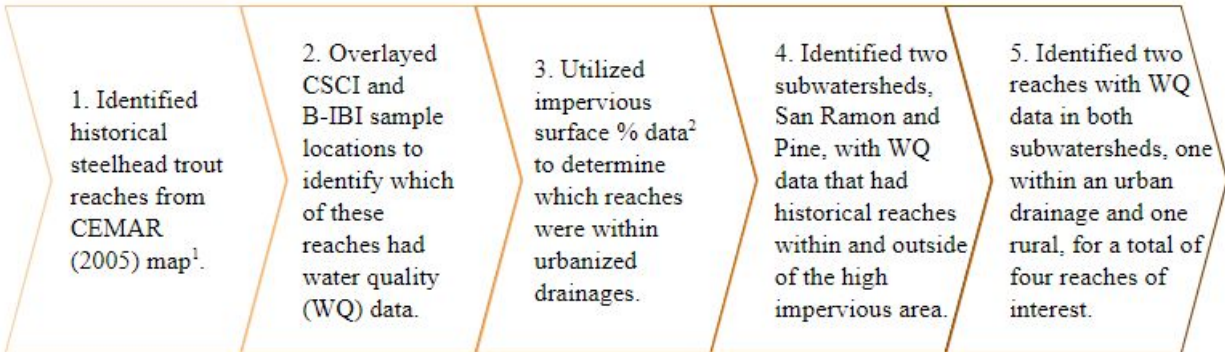 1. Identified
historical
steelhead trout
reaches from
CEMAR
(2005) map¹.
2. Overlayed
CSCI and
B-IBI sample
locations to
identify which
of these
reaches had
water quality
(WQ) data.
3. Utilized
impervious
surface % data²
to determine
which reaches
were within
urbanized
drainages.
4. Identified two
subwatersheds,
San Ramon and
Pine, with WQ
data that had
historical reaches
within and outside
of the high
impervious area.
5. Identified two
reaches with WQ
data in both
subwatersheds, one
within an urban
drainage and one
rural, for a total of
four reaches of
interest.